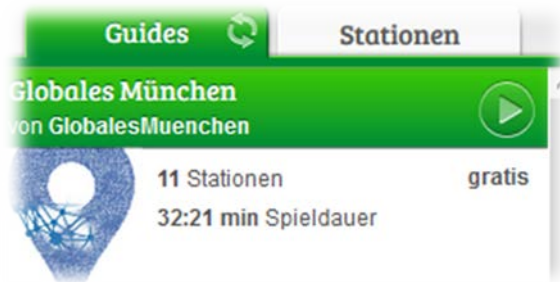 Guides Stationen
Globales München
von GlobalesMuenchen
11 Stationen gratis
32:21 min Spieldauer